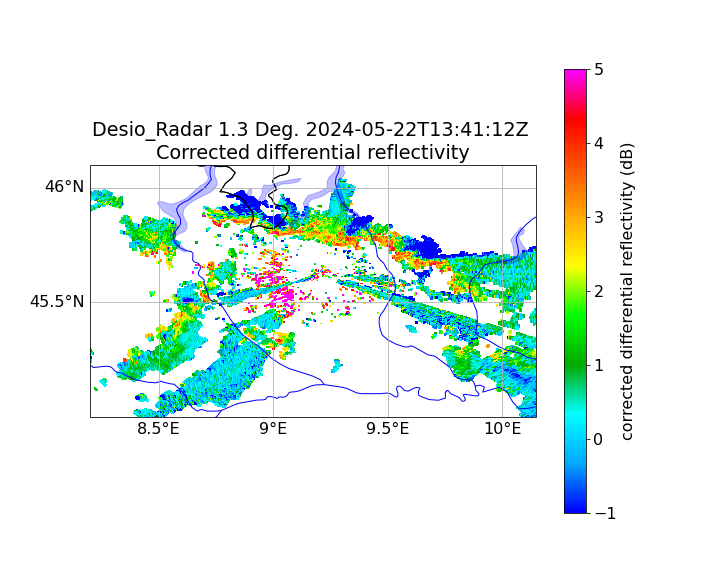 Desio_Radar 1.3 Deg. 2024-05-22T13:41:12Z
Corrected differential reflectivity
46°N
45.5°N
8.5°E
9°E
9.5°E
10°E
5
4
3
2
1
0
−1
corrected differential reflectivity (dB)